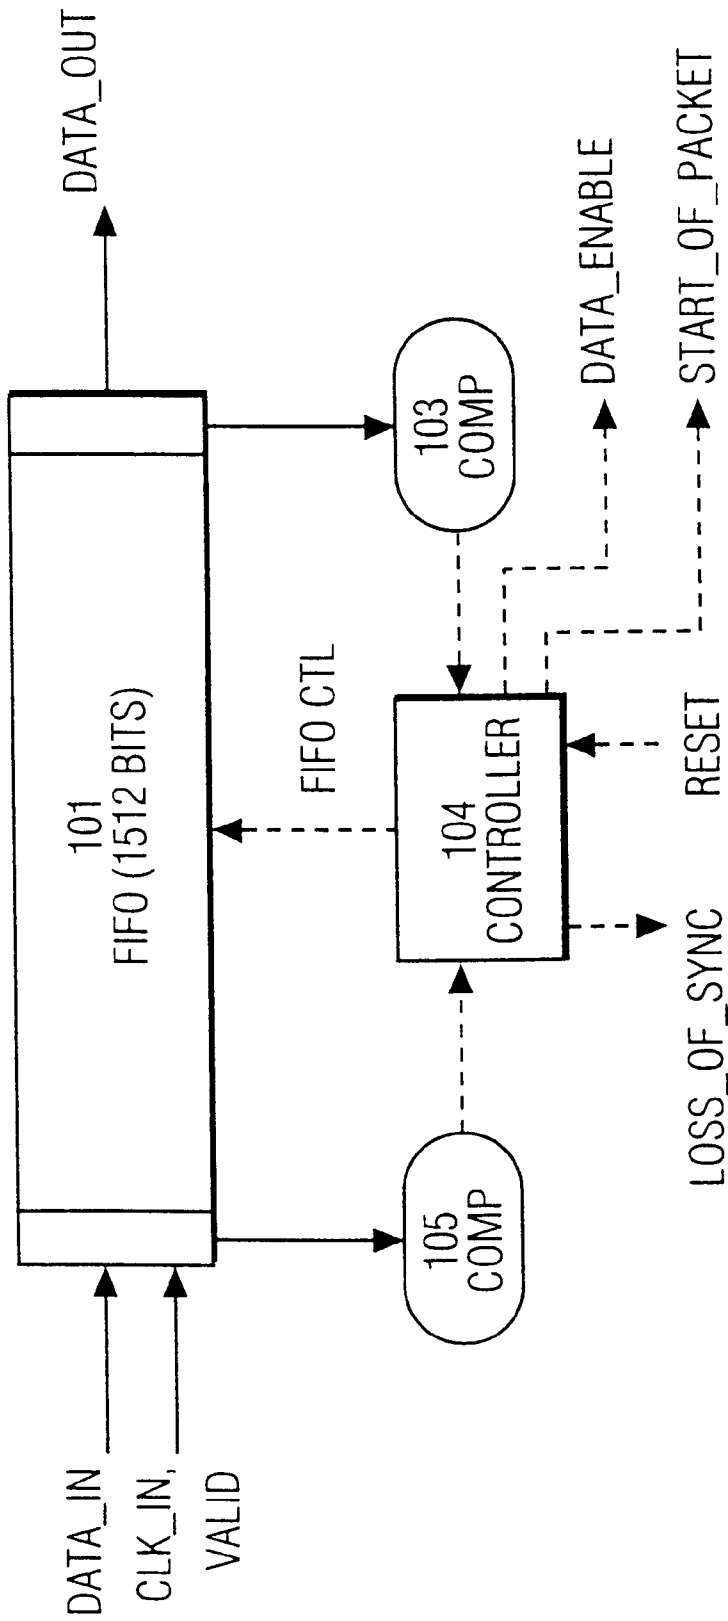 DATA_IN
CLK_IN,
VALID
101
FIFO (1512 BITS)
DATA_OUT
FIFO CTL
105
COMP
104
CONTROLLER
103
COMP
DATA_ENABLE
START_OF_PACKET
LOSS_OF_SYNC
RESET